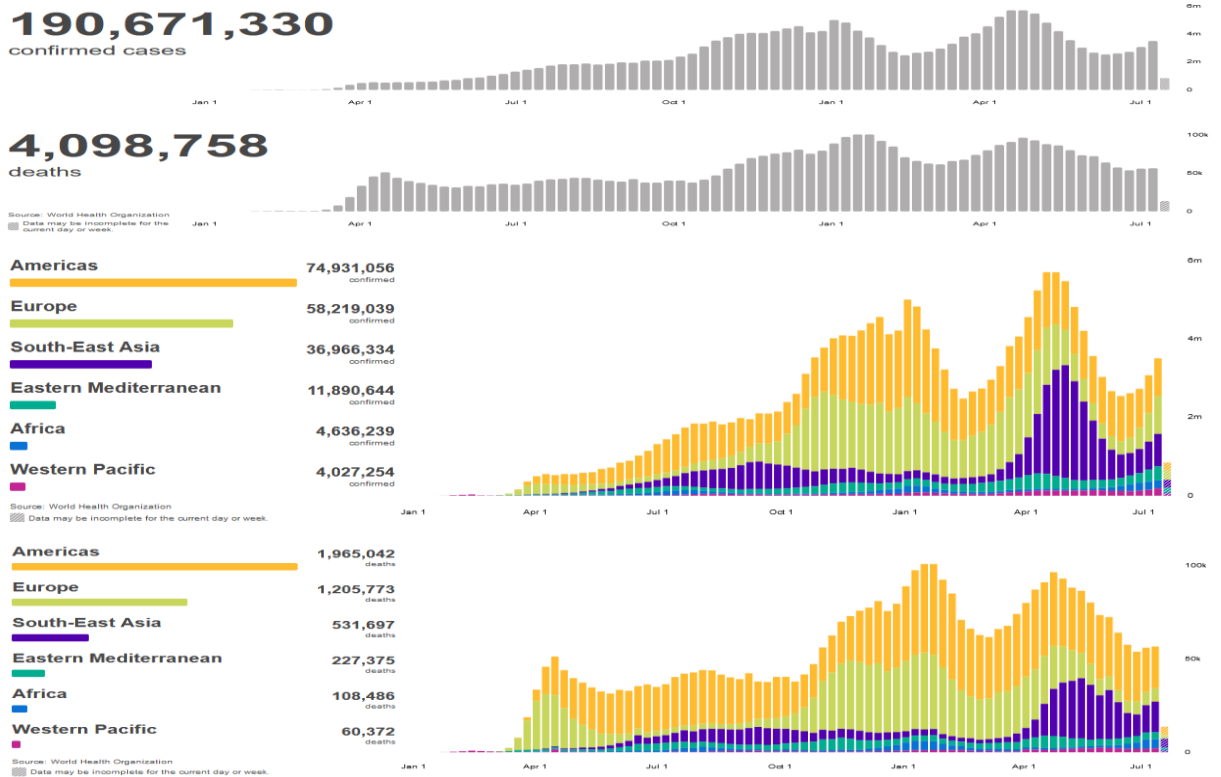 190,671,330
confirmed cases
6m
4m
2m
0
Jan 1 Apr 1 Jul 1 Oct 1 Jan 1 Apr 1 Jul 1
4,098,758
deaths
100k
50k
0
Source: World Health Organization
Data may be incomplete for the
current day or week.
Jan 1 Apr 1 Jul 1 Oct 1 Jan 1 Apr 1 Jul 1
Americas 74,931,056
confirmed
Europe 58,219,039
confirmed
South-East Asia 36,966,334
confirmed
Eastern Mediterranean 11,890,644
confirmed
Africa 4,636,239
confirmed
Western Pacific 4,027,254
confirmed
6m
4m
2m
0
Source: World Health Organization
Data may be incomplete for the current day or week.
Jan 1 Apr 1 Jul 1 Oct 1 Jan 1 Apr 1 Jul 1
Americas 1,965,042
deaths
Europe 1,205,773
deaths
South-East Asia 531,697
deaths
Eastern Mediterranean 227,375
deaths
Africa 108,486
deaths
Western Pacific 60,372
deaths
100k
50k
0
Source: World Health Organization
Data may be incomplete for the current day or week.
Jan 1 Apr 1 Jul 1 Oct 1 Jan 1 Apr 1 Jul 1